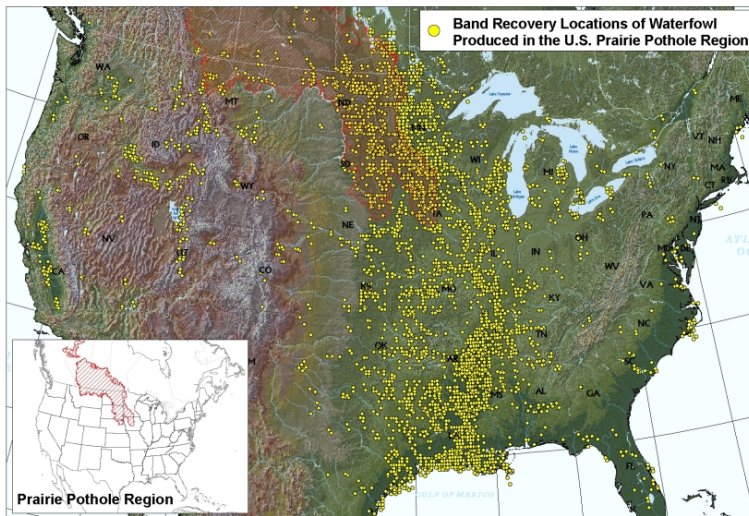 Band Recovery Locations of Waterfowl
Produced in the U.S. Prairie Pothole Region
WA
MT
ND
MN
OR
ID
SD
WI
MI
WY
NE
IA
NV
UT
CO
CA
KS
MO
IL
IN
OH
PA
NY
VT
NH
ME
MA
CT
RI
NJ
MD
WV
VA
KY
NC
TN
OK
AR
SC
MS
AL
GA
LA
FL
M
Lake Superior
Lake Michigan
Lake Huron
Lake Erie
Lake Ontario
GULF OF MEXICO
Prairie Pothole Region